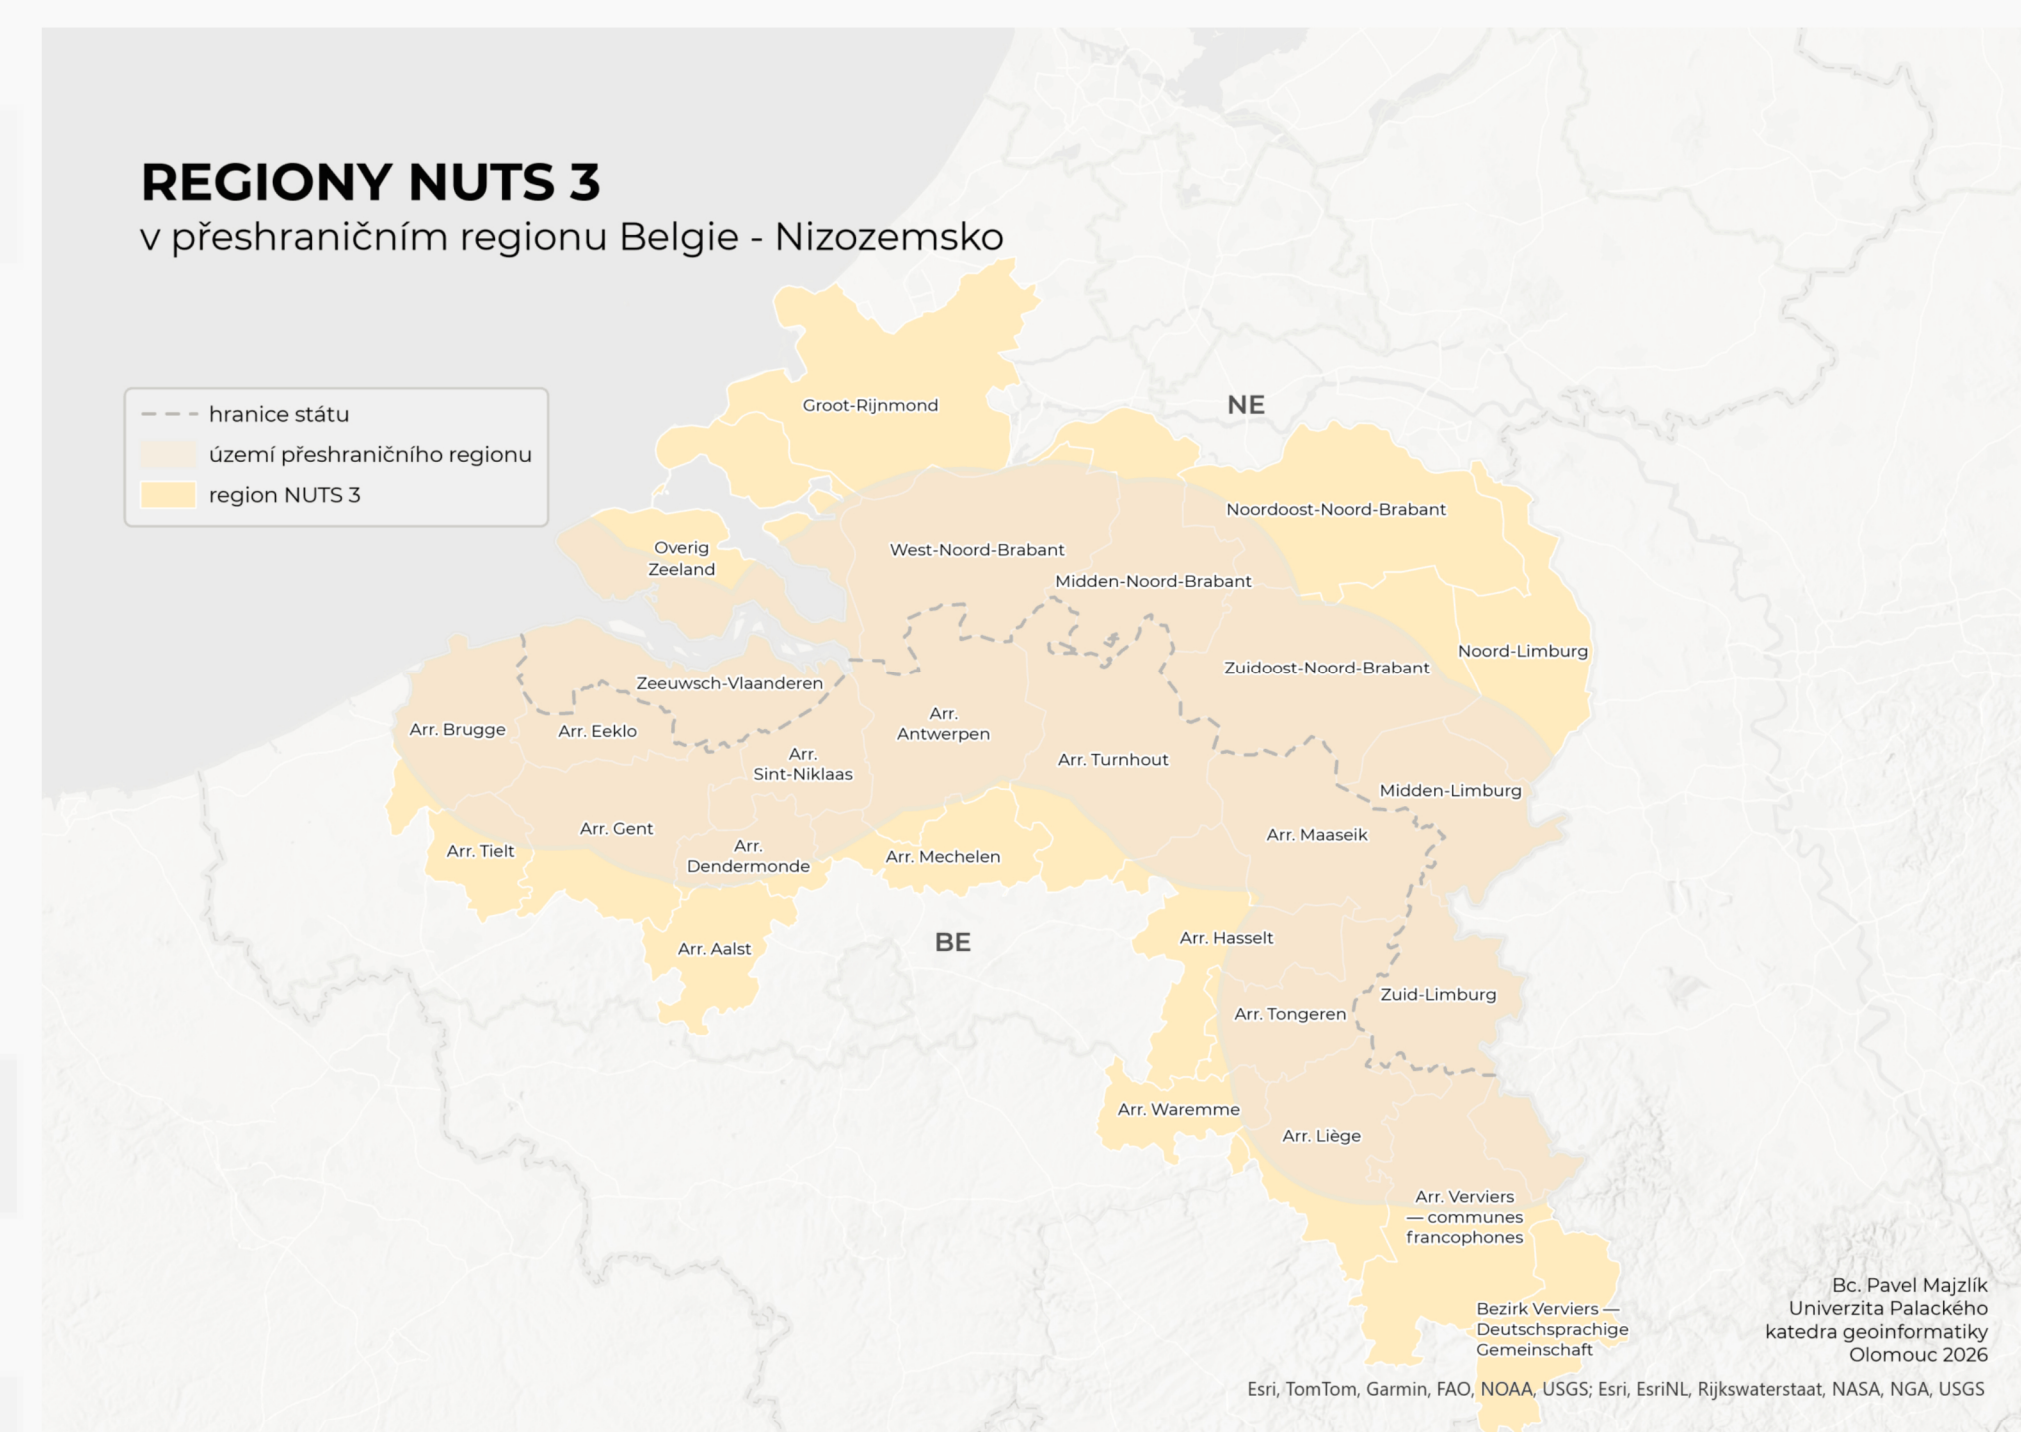 REGIONY NUTS 3
v přeshraničním regionu Belgie - Nizozemsko
hranice státu
území přeshraničního regionu
region NUTS 3
Groot-Rijnmond
NE
Noordoost-Noord-Brabant
Overig
Zeeland
West-Noord-Brabant
Midden-Noord-Brabant
Noord-Limburg
Zuidoost-Noord-Brabant
Zeeuwsch-Vlaanderen
Arr. Brugge
Arr. Eeklo
Arr.
Antwerpen
Arr.
Sint-Niklaas
Arr. Turnhout
Midden-Limburg
Arr. Gent
Arr. Maaseik
Arr. Tielt
Arr.
Dendermonde
Arr. Mechelen
Arr. Aalst
BE
Arr. Hasselt
Zuid-Limburg
Arr. Tongeren
Arr. Waremme
Arr. Liège
Arr. Verviers
— communes
francophones
Bezirk Verviers —
Deutschsprachige
Gemeinschaft
Bc. Pavel Majzlík
Univerzita Palackého
katedra geoinformatiky
Olomouc 2026
Esri, TomTom, Garmin, FAO, NOAA, USGS; Esri, EsriNL, Rijkswaterstaat, NASA, NGA, USGS